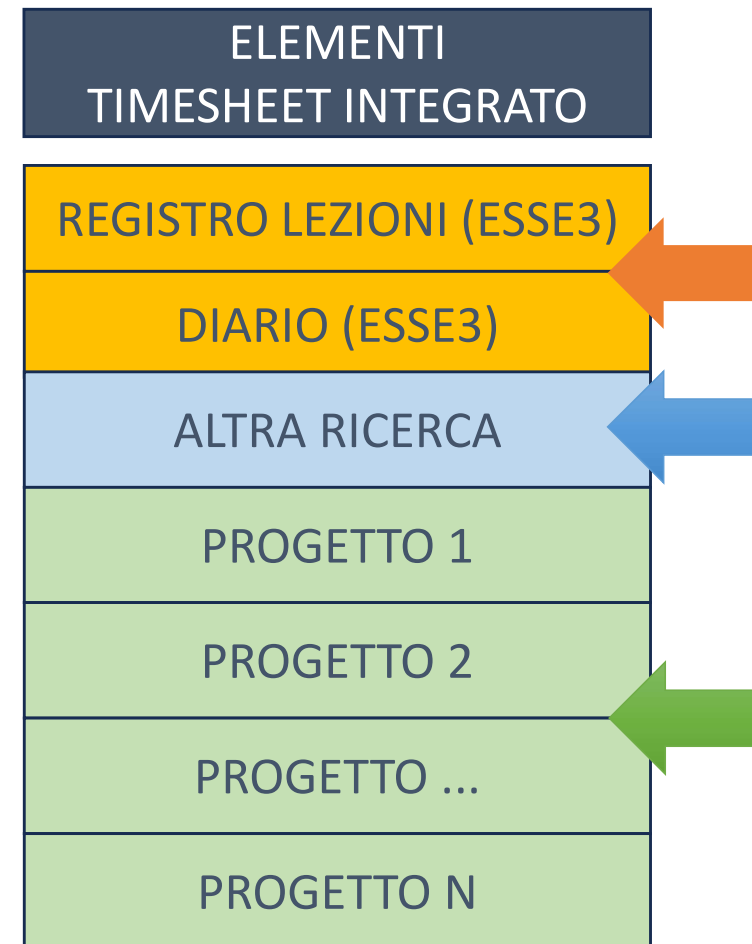 ELEMENTI
TIMESHEET INTEGRATO
REGISTRO LEZIONI (ESSE3)
DIARIO (ESSE3)
ALTRA RICERCA
PROGETTO 1
PROGETTO 2
PROGETTO ...
PROGETTO N